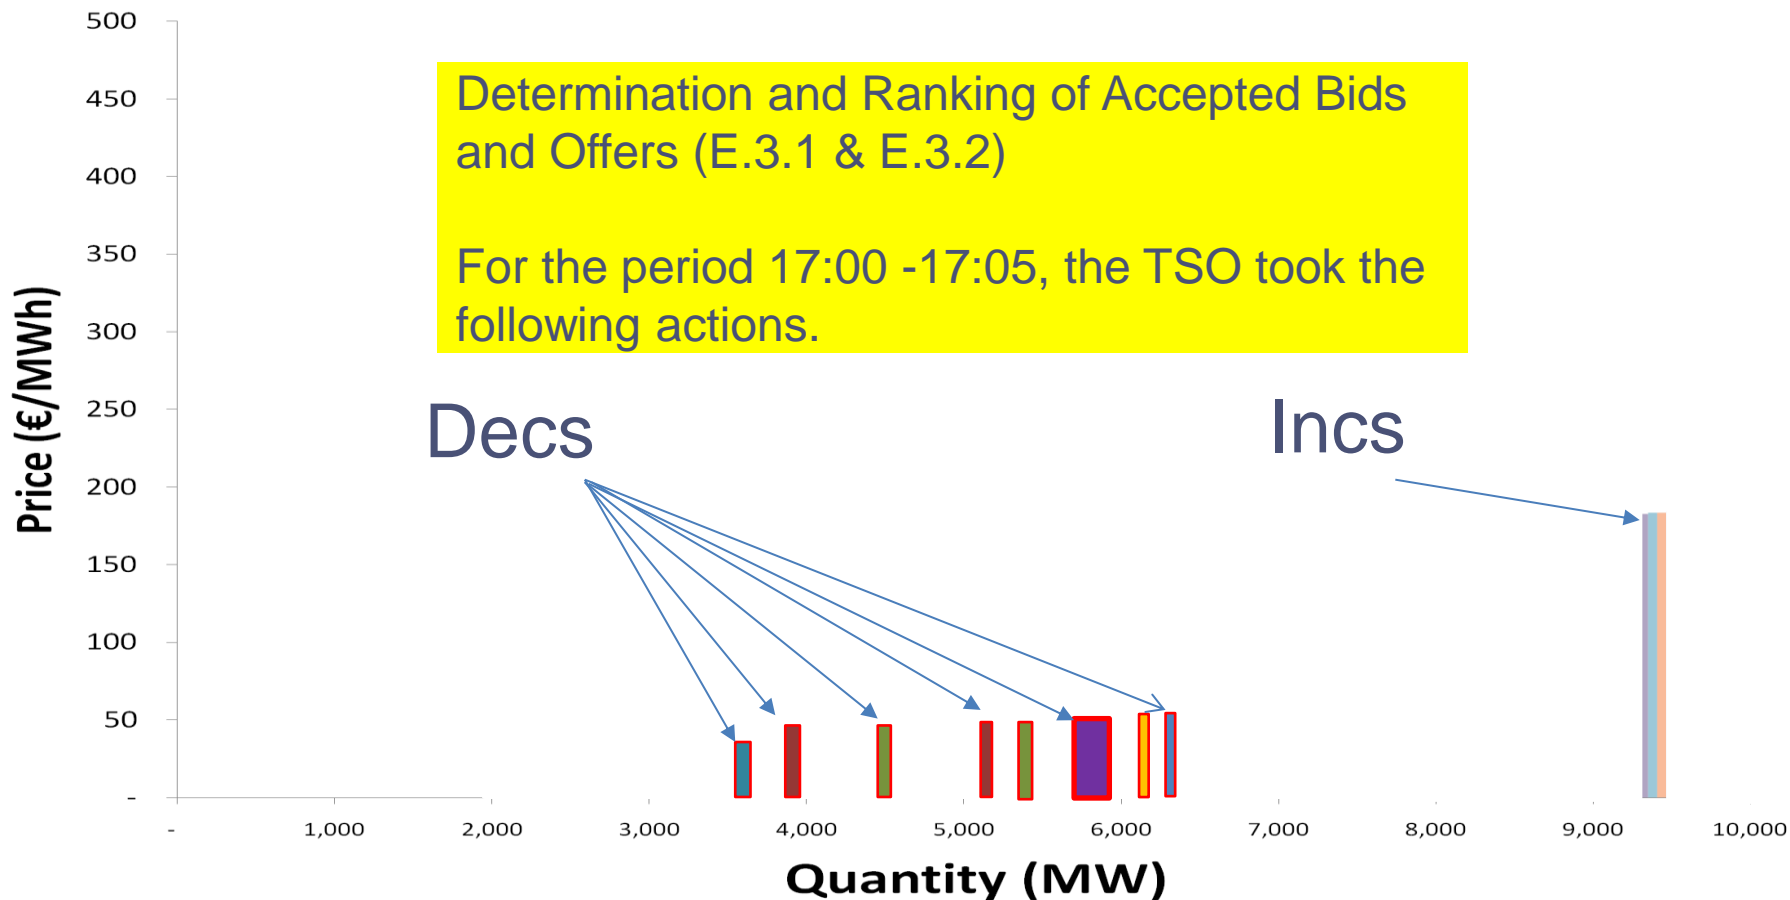 500
450
400
350
300
250
200
150
100
50
-
Price (€/MWh)
Determination and Ranking of Accepted Bids
and Offers (E.3.1 & E.3.2)
For the period 17:00 -17:05, the TSO took the
following actions.
Decs
Incs
-
1,000
2,000
3,000
4,000
5,000
6,000
7,000
8,000
9,000
10,000
Quantity (MW)